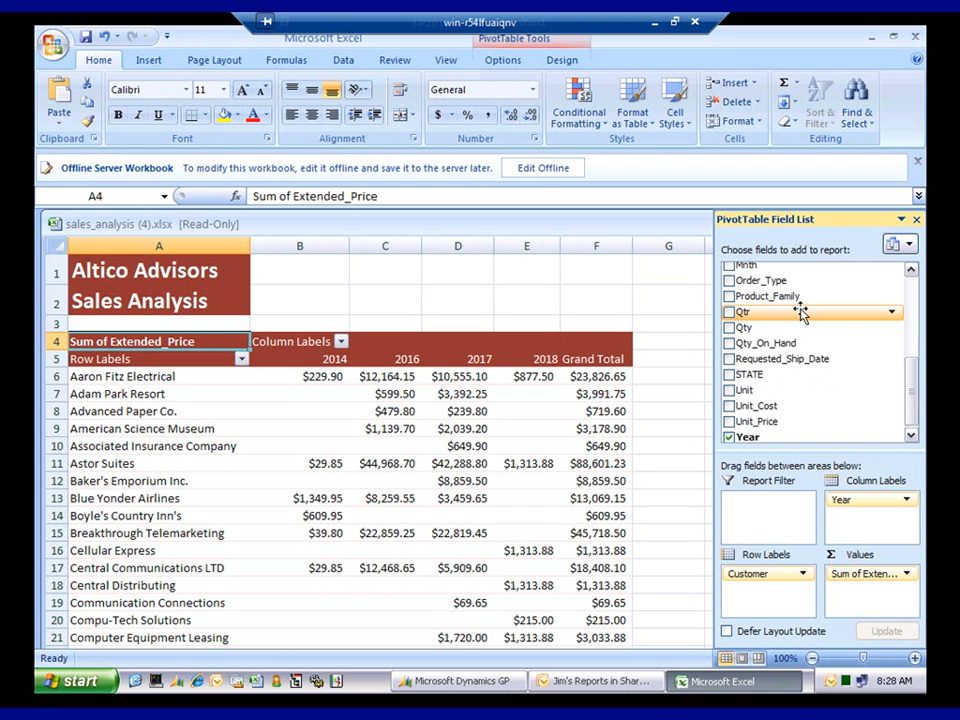 win-r54lfuaiqnv
Microsoft Excel
PivotTable Tools
Home Insert Page Layout Formulas Data Review View Options Design
Paste Calibri 11 General Conditional Formatting Format as Table Cell Styles Insert Delete Format Sort & Filter Find & Select
Clipboard Font Alignment Number Styles Cells Editing
Offline Server Workbook To modify this workbook, edit it offline and save it to the server later. Edit Offline
A4 fx Sum of Extended_Price
sales_analysis (4).xlsx [Read-Only]
A B C D E F G
1 Altico Advisors
2 Sales Analysis
3
4 Sum of Extended_Price Column Labels
5 Row Labels 2014 2016 2017 2018 Grand Total
6 Aaron Fitz Electrical $229.90 $12,164.15 $10,555.10 $877.50 $23,826.65
7 Adam Park Resort $599.50 $3,392.25 $3,991.75
8 Advanced Paper Co. $479.80 $239.80 $719.60
9 American Science Museum $1,139.70 $2,039.20 $3,178.90
10 Associated Insurance Company $649.90 $649.90
11 Astor Suites $29.85 $44,968.70 $42,288.80 $1,313.88 $88,601.23
12 Baker's Emporium Inc. $8,859.50 $8,859.50
13 Blue Yonder Airlines $1,349.95 $8,259.55 $3,459.65 $13,069.15
14 Boyle's Country Inn's $609.95 $609.95
15 Breakthrough Telemarketing $39.80 $22,859.25 $22,819.45 $45,718.50
16 Cellular Express $1,313.88 $1,313.88
17 Central Communications LTD $29.85 $12,468.65 $5,909.60 $18,408.10
18 Central Distributing $1,313.88 $1,313.88
19 Communication Connections $69.65 $69.65
20 Compu-Tech Solutions $215.00 $215.00
21 Computer Equipment Leasing $1,720.00 $1,313.88 $3,033.88
PivotTable Field List
Choose fields to add to report:
Mnth
Order_Type
Product_Family
Qtr
Qty
Qty_On_Hand
Requested_Ship_Date
STATE
Unit
Unit_Cost
Unit_Price
Year
Drag fields between areas below:
Report Filter Column Labels
Year
Row Labels Σ Values
Customer Sum of Exten...
Defer Layout Update Update
Ready 100%
start Microsoft Dynamics GP Jim's Reports in Shar... Microsoft Excel 8:28 AM